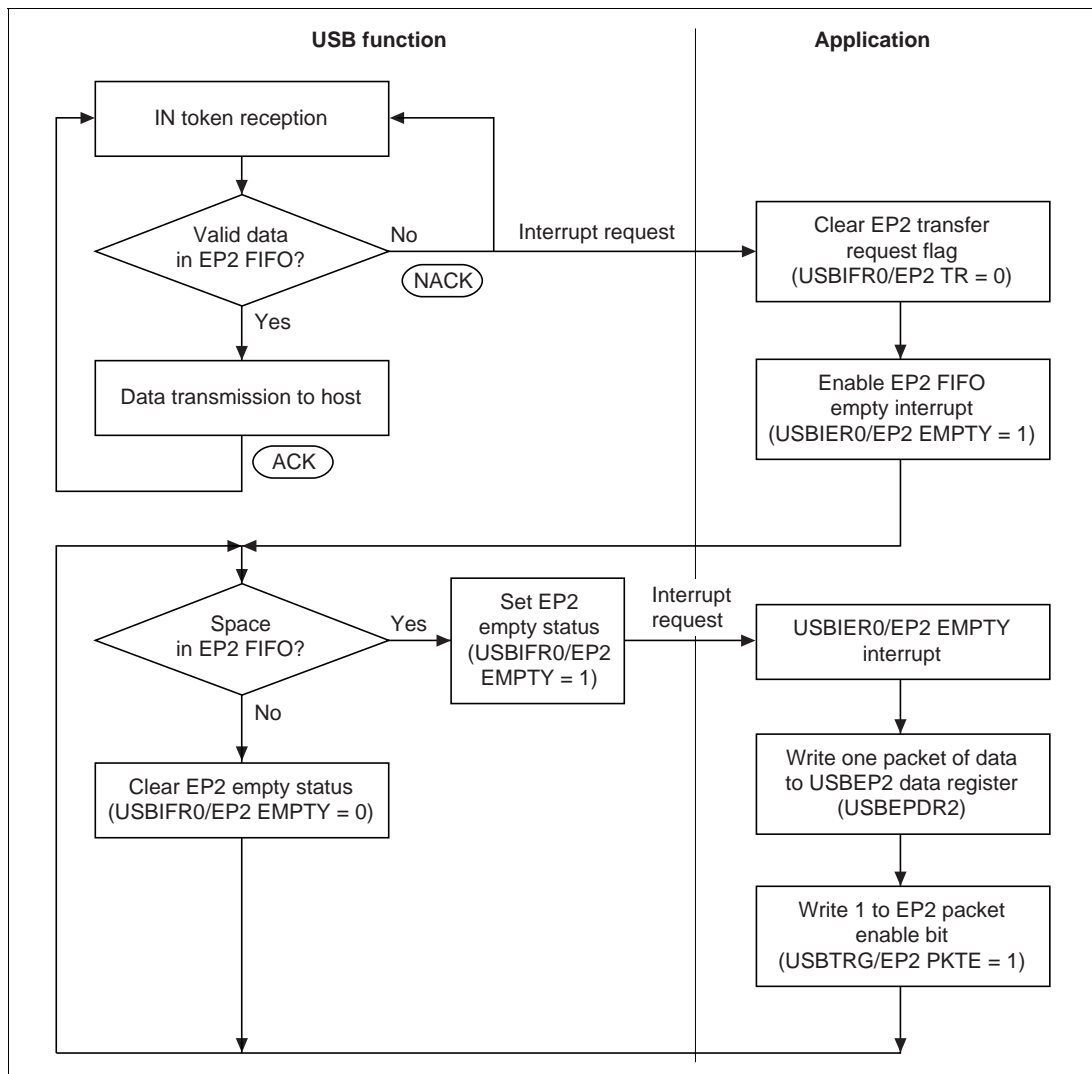 USB function
Application
IN token reception
Valid data
in EP2 FIFO?
No
NACK
Interrupt request
Clear EP2 transfer
request flag
(USBIFR0/EP2 TR = 0)
Yes
Data transmission to host
ACK
Enable EP2 FIFO
empty interrupt
(USBIER0/EP2 EMPTY = 1)
Space
in EP2 FIFO?
Yes
Set EP2
empty status
(USBIFR0/EP2
EMPTY = 1)
Interrupt
request
USBIER0/EP2 EMPTY
interrupt
No
Clear EP2 empty status
(USBIFR0/EP2 EMPTY = 0)
Write one packet of data
to USBEP2 data register
(USBEPDR2)
Write 1 to EP2 packet
enable bit
(USBTRG/EP2 PKTE = 1)